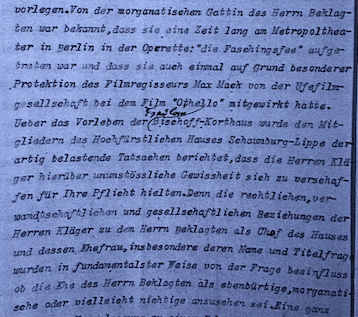 vorlegen.Von der morganatischen Gattin des Herrn Beklag-
ten war bekannt,dass sie eine Zeit lang am Metropolthea-
ter in Berlin in der Operette:"die Faschingsfee" aufge-
treten war und dass sie auch einmal auf Grund besonderer
Protektion des Filmregisseurs Max Mack von der Ufefilm-
gesellschaft bei dem Film "Othello" mitgewirkt hatte.
Ueber das Vorleben der Bischoff-Korthaus wurde den Mit-
gliedern des Hochfürstlichen Hauses Schaumburg-Lippe der
artig belastende Tatsachen berichtet,dass die Herren Klä-
ger hierüber unumstössliche Gewissheit sich zu verschaf-
fen für Ihre Pflicht hielten.Denn die rechtlichen,ver-
wandtschaftlichen und gesellschaftlichen Beziehungen der
Herren Kläger zu dem Herrn Beklagten als Chef des Hauses
und dessen Ehefrau,insbesondere deren Name und Titelfrage
wurden in fundamentalster Weise von der Frage beeinfluss
ob die Ehe des Herrn Beklagten als ebenbürtige,morganati-
sche oder vielleicht nichtige anzusehen sei.Eine ganz